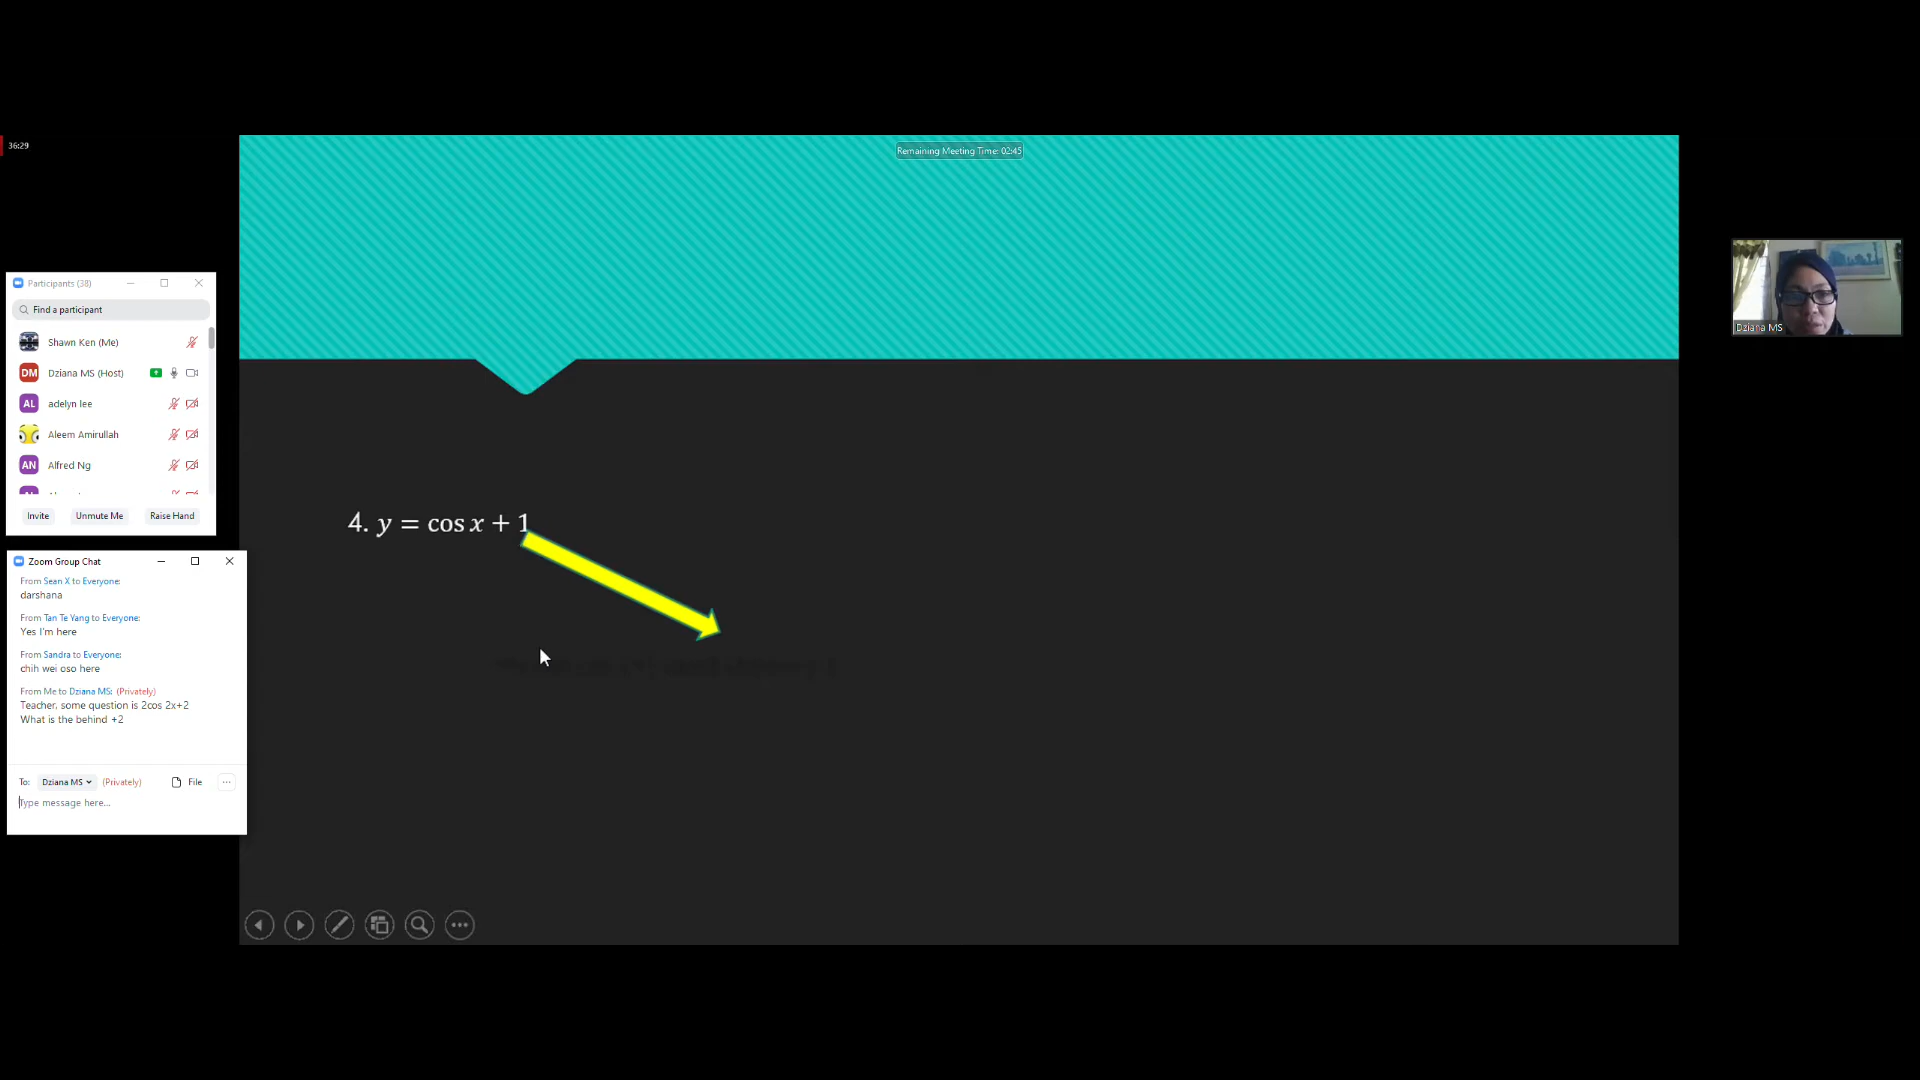 Remaining Meeting Time: 02:45
36:29
Participants (38)
Find a participant
Shawn Ken (Me)
DM Dziana MS (Host)
AL adelyn lee
Aleem Amirullah
AN Alfred Ng
Invite Unmute Me Raise Hand
Zoom Group Chat
From Sean X to Everyone:
darshana
From Tan Te Yang to Everyone:
Yes I'm here
From Sandra to Everyone:
chih wei oso here
From Me to Dziana MS: (Privately)
Teacher, some question is 2cos 2x+2
What is the behind +2
To: Dziana MS (Privately) File
Type message here...
4. y = cos x + 1
Dziana MS